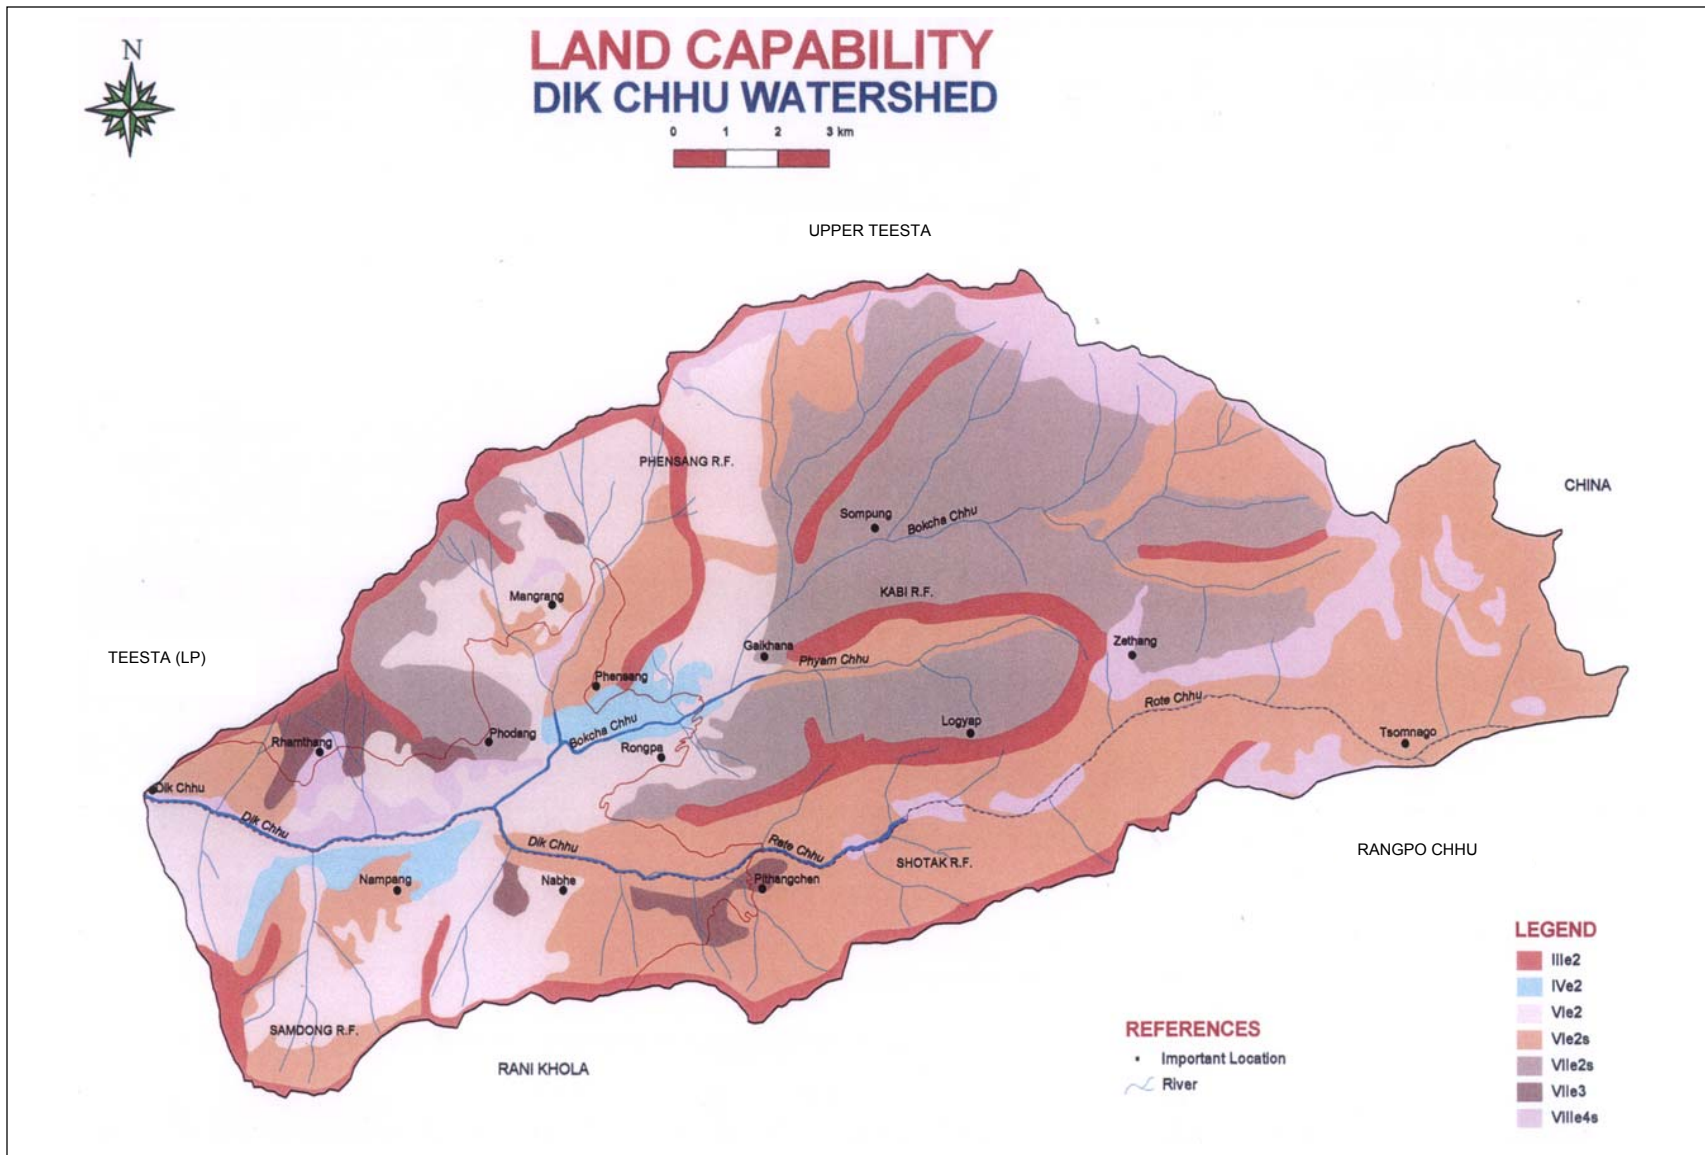 N
LAND CAPABILITY
DIK CHHU WATERSHED
0 1 2 3 km
UPPER TEESTA
PHENSANG R.F.
CHINA
Sompung
Bokcha Chhu
Mangrang
KABI R.F.
Gaikhana
Zethang
TEESTA (LP)
Phyam Chhu
Phensang
Rote Chhu
Bokcha Chhu
Logyap
Phodang
Rhamthang
Rongpa
Tsomnago
Dik Chhu
Dik Chhu
Dik Chhu
Rate Chhu
RANGPO CHHU
SHOTAK R.F.
Nampang
Nabhe
Pithangchen
SAMDONG R.F.
RANI KHOLA
REFERENCES
Important Location
River
LEGEND
IIIe2
IVe2
VIe2
VIe2s
VIIe2s
VIIe3
VIIIe4s